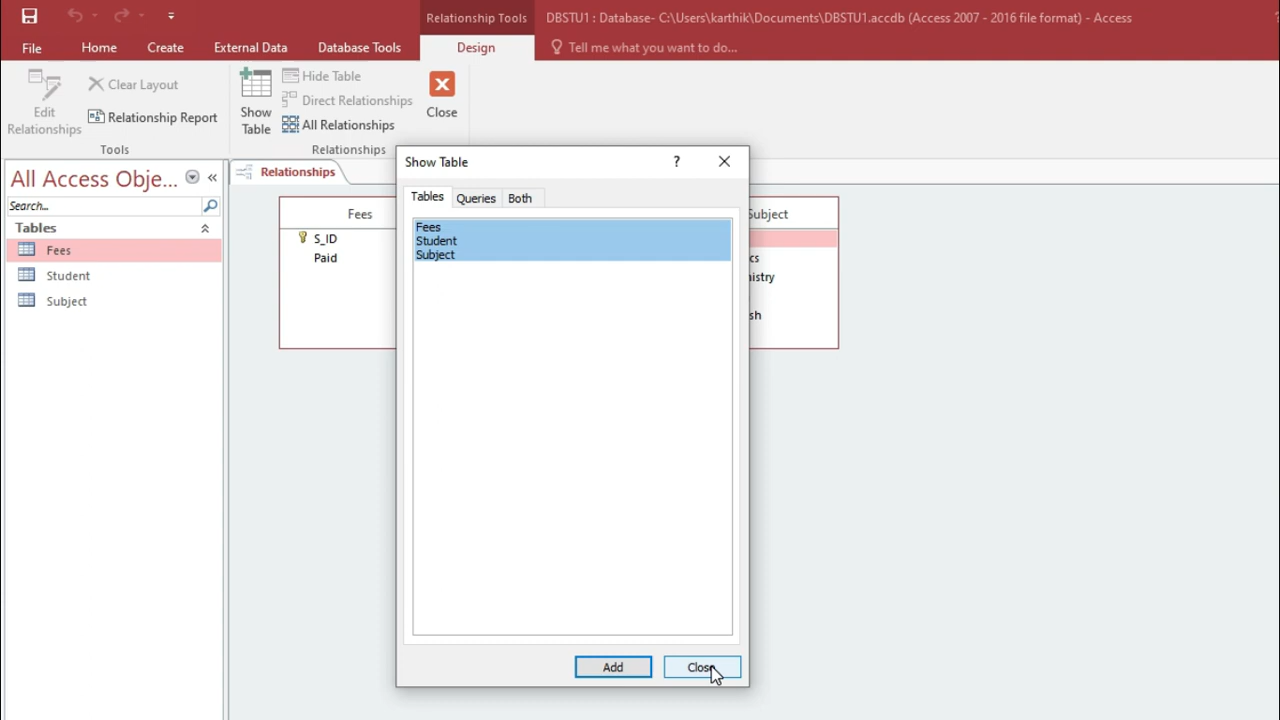 Relationship Tools
DBSTU1 : Database- C:\Users\karthik\Documents\DBSTU1.accdb (Access 2007 - 2016 file format) - Access
File
Home
Create
External Data
Database Tools
Design
Tell me what you want to do...
Edit
Relationships
Clear Layout
Relationship Report
Tools
Show
Table
Hide Table
Direct Relationships
All Relationships
Close
Relationships
All Access Obje...
Search...
Tables
Fees
Student
Subject
Relationships
Fees
S_ID
Paid
Show Table
?
Tables
Queries
Both
Fees
Student
Subject
Add
Close
Subject
cs
istry
sh